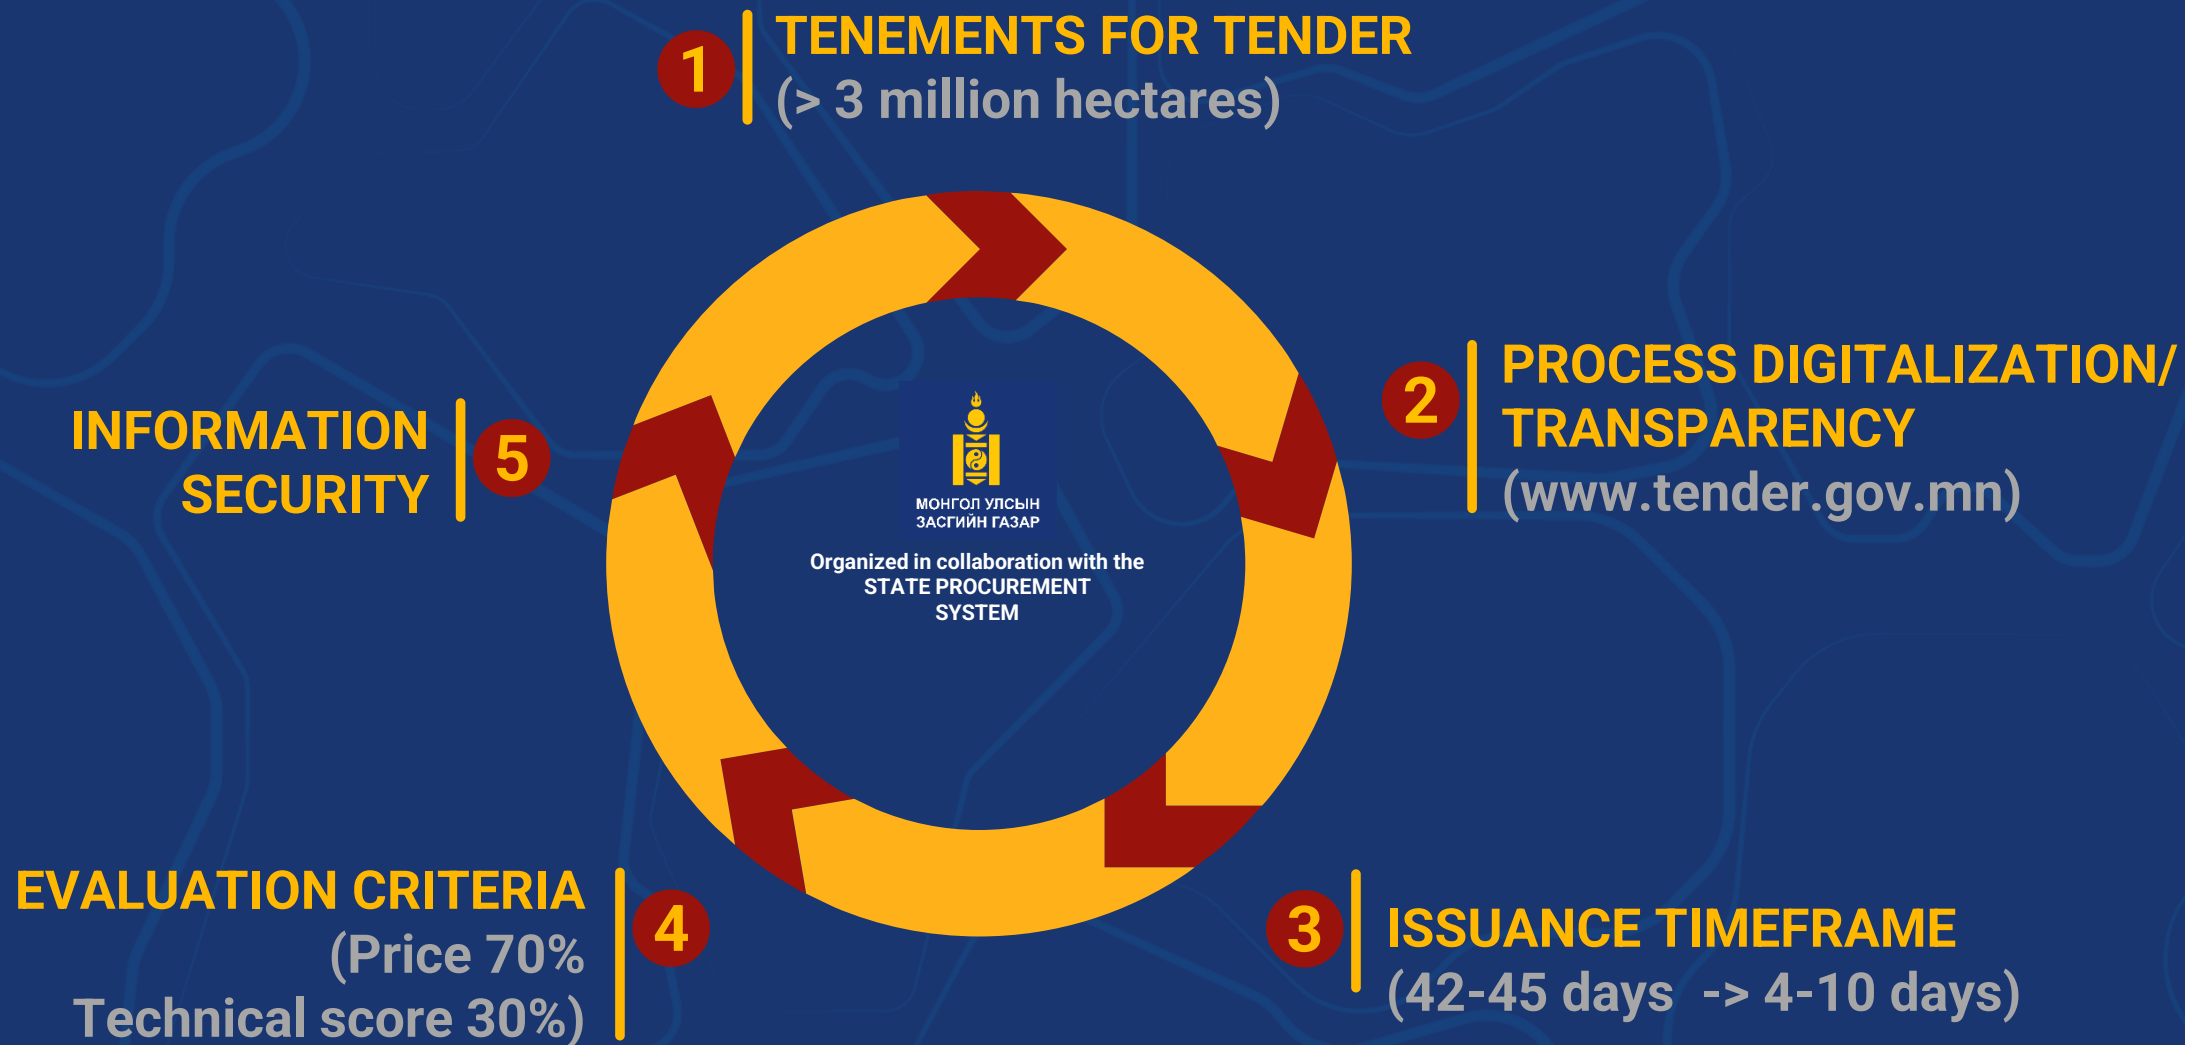 1
TENEMENTS FOR TENDER
(> 3 million hectares)
2
PROCESS DIGITALIZATION/
TRANSPARENCY
(www.tender.gov.mn)
3
ISSUANCE TIMEFRAME
(42-45 days -> 4-10 days)
4
EVALUATION CRITERIA
(Price 70%
Technical score 30%)
5
INFORMATION
SECURITY
МОНГОЛ УЛСЫН
ЗАСГИЙН ГАЗАР
Organized in collaboration with the
STATE PROCUREMENT
SYSTEM